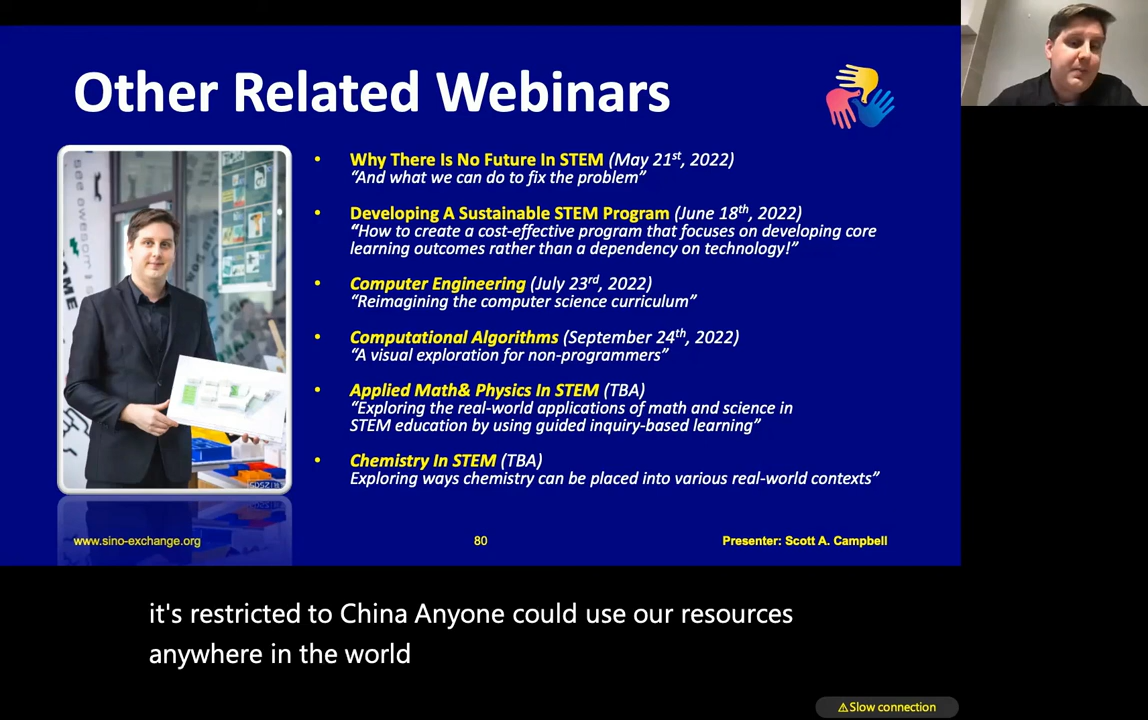 Other Related Webinars
• Why There Is No Future In STEM (May 21st, 2022)
“And what we can do to fix the problem”
• Developing A Sustainable STEM Program (June 18th, 2022)
“How to create a cost-effective program that focuses on developing core
learning outcomes rather than a dependency on technology!”
• Computer Engineering (July 23rd, 2022)
“Reimagining the computer science curriculum”
• Computational Algorithms (September 24th, 2022)
“A visual exploration for non-programmers”
• Applied Math& Physics In STEM (TBA)
“Exploring the real-world applications of math and science in
STEM education by using guided inquiry-based learning”
• Chemistry In STEM (TBA)
Exploring ways chemistry can be placed into various real-world contexts”
www.sino-exchange.org
80
Presenter: Scott A. Campbell
it's restricted to China Anyone could use our resources
anywhere in the world
⚠Slow connection